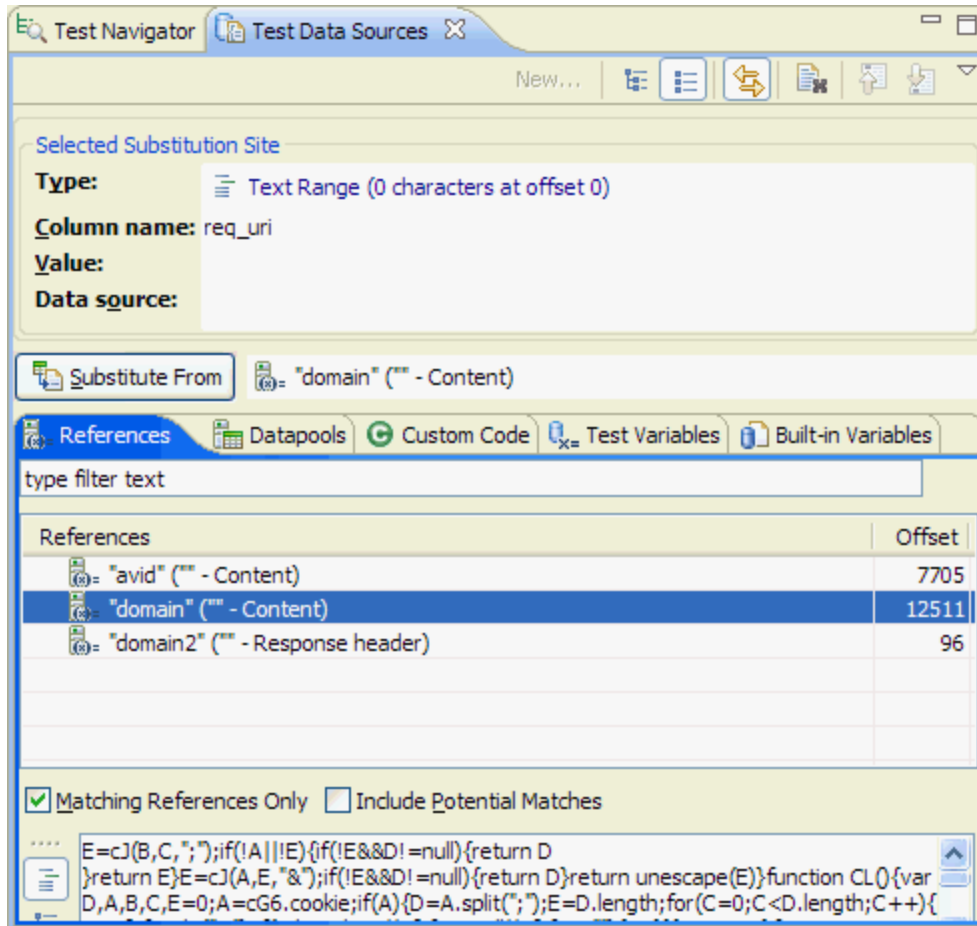 Test Navigator Test Data Sources
New...
Selected Substitution Site
Type: Text Range (0 characters at offset 0)
Column name: req_uri
Value:
Data source:
Substitute From "domain" ("" - Content)
References Datapools Custom Code Test Variables Built-in Variables
type filter text
References Offset
"avid" ("" - Content) 7705
"domain" ("" - Content) 12511
"domain2" ("" - Response header) 96
Matching References Only Include Potential Matches
E=cJ(B,C,";");if(!A||!E){if(!E&&D!=null){return D
}return E}E=cJ(A,E,"&");if(!E&&D!=null){return D}return unescape(E)}function CL(){var
D,A,B,C,E=0;A=cG6.cookie;if(A){D=A.split(";");E=D.length;for(C=0;C<D.length;C++){